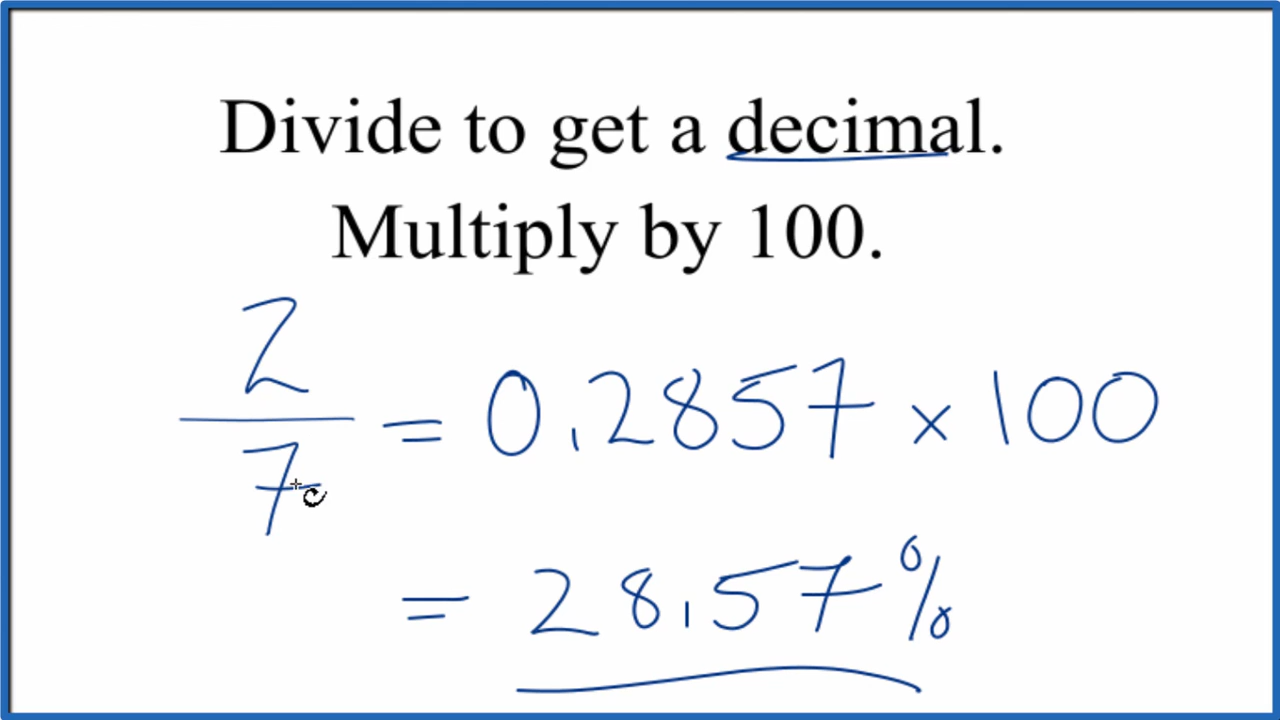 Divide to get a decimal.
Multiply by 100.
2
7
= 0.2857 × 100
= 28.57%